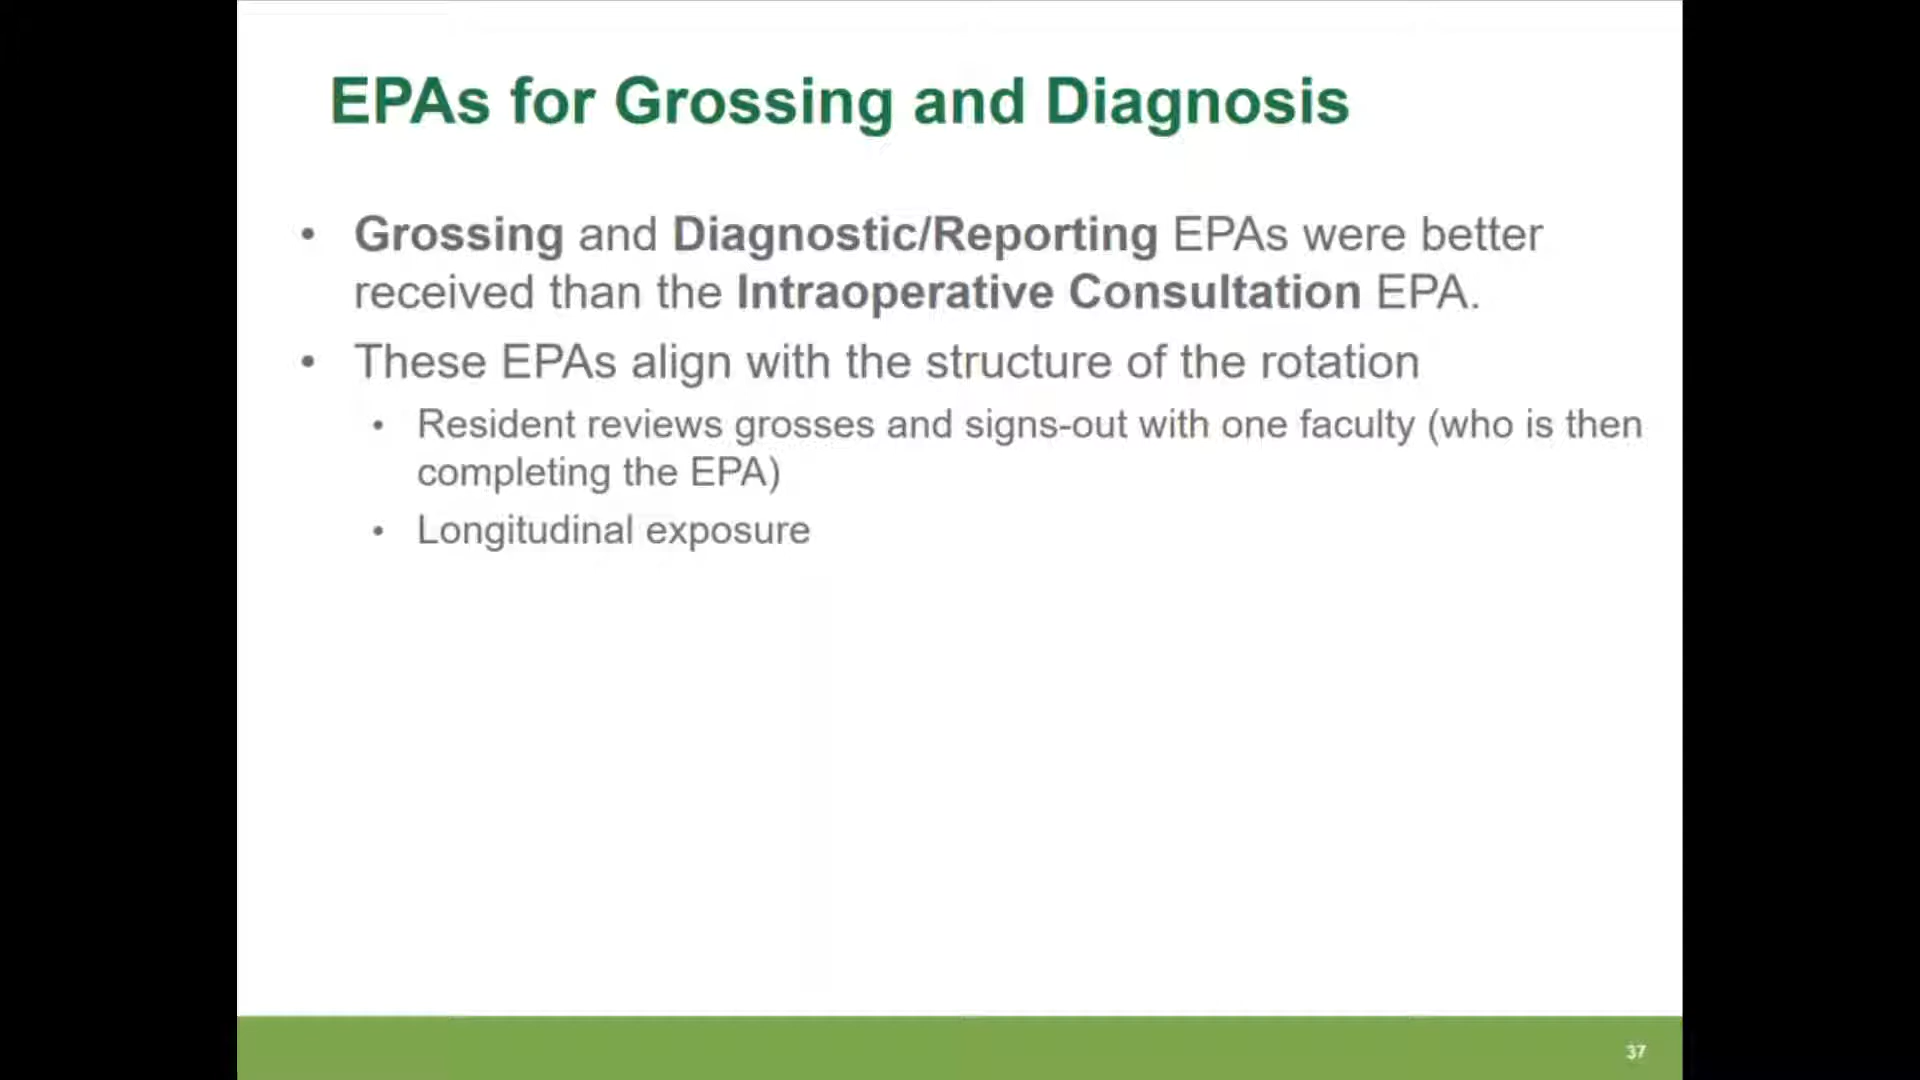 EPAs for Grossing and Diagnosis
• Grossing and Diagnostic/Reporting EPAs were better
received than the Intraoperative Consultation EPA.
• These EPAs align with the structure of the rotation
• Resident reviews grosses and signs-out with one faculty (who is then
completing the EPA)
• Longitudinal exposure
37